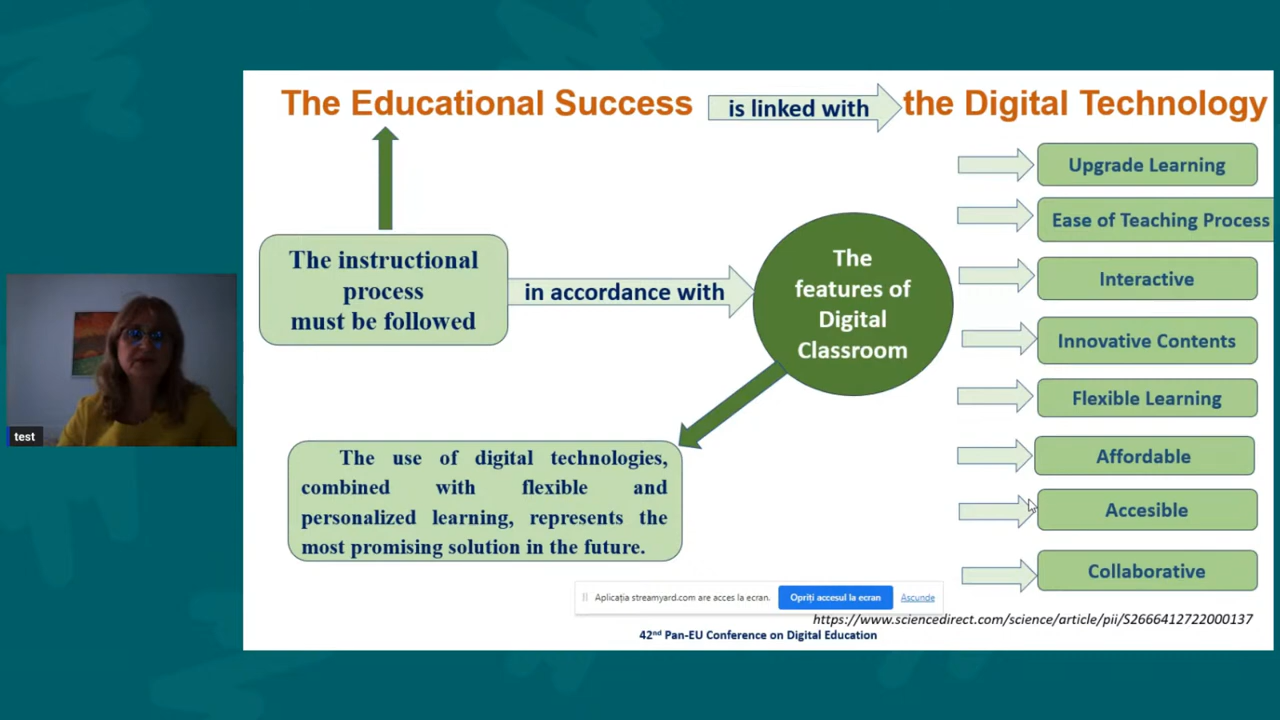 The Educational Success
is linked with
the Digital Technology
The instructional
process
must be followed
in accordance with
The
features of
Digital
Classroom
The use of digital technologies,
combined with flexible and
personalized learning, represents the
most promising solution in the future.
Upgrade Learning
Ease of Teaching Process
Interactive
Innovative Contents
Flexible Learning
Affordable
Accesible
Collaborative
test
Aplicația streamyard.com are acces la ecran.
Opriți accesul la ecran
Ascunde
https://www.sciencedirect.com/science/article/pii/S2666412722000137
42nd Pan-EU Conference on Digital Education